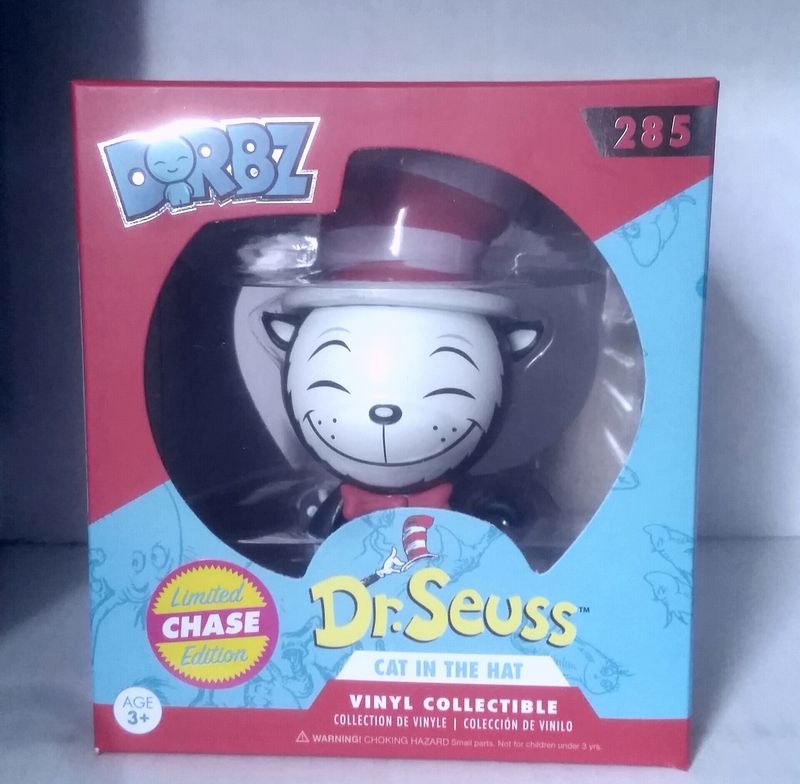 DORBZ
285
Limited
CHASE
Edition
Dr. Seuss™
CAT IN THE HAT
AGE
3+
VINYL COLLECTIBLE
COLLECTION DE VINYLE | COLECCIÓN DE VINILO
⚠ WARNING! CHOKING HAZARD Small parts. Not for children under 3 yrs.